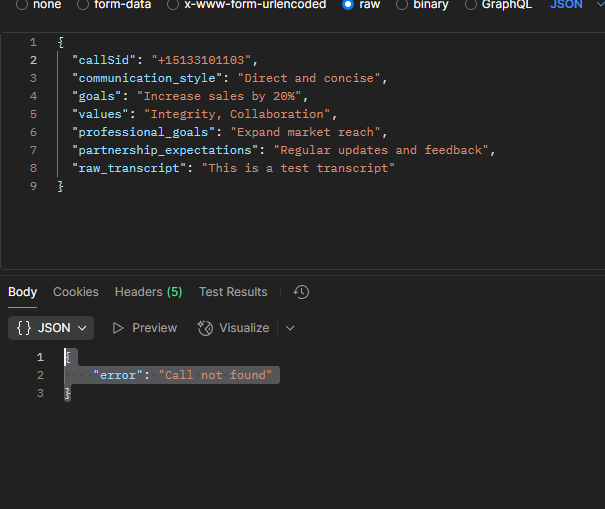 none form-data x-www-form-urlencoded raw binary GraphQL JSON
1 {
2 "callSid": "+15133101103",
3 "communication_style": "Direct and concise",
4 "goals": "Increase sales by 20%",
5 "values": "Integrity, Collaboration",
6 "professional_goals": "Expand market reach",
7 "partnership_expectations": "Regular updates and feedback",
8 "raw_transcript": "This is a test transcript"
9 }
Body Cookies Headers (5) Test Results
{} JSON Preview Visualize
1 {
2 "error": "Call not found"
3 }